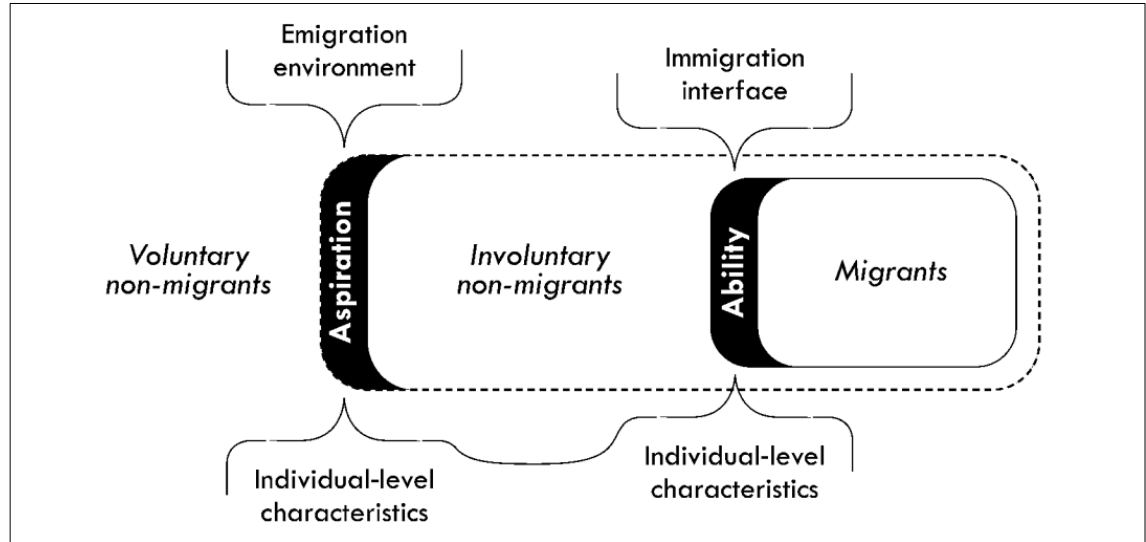 Emigration
environment
Immigration
interface
Voluntary
non-migrants
Aspiration
Involuntary
non-migrants
Ability
Migrants
Individual-level
characteristics
Individual-level
characteristics